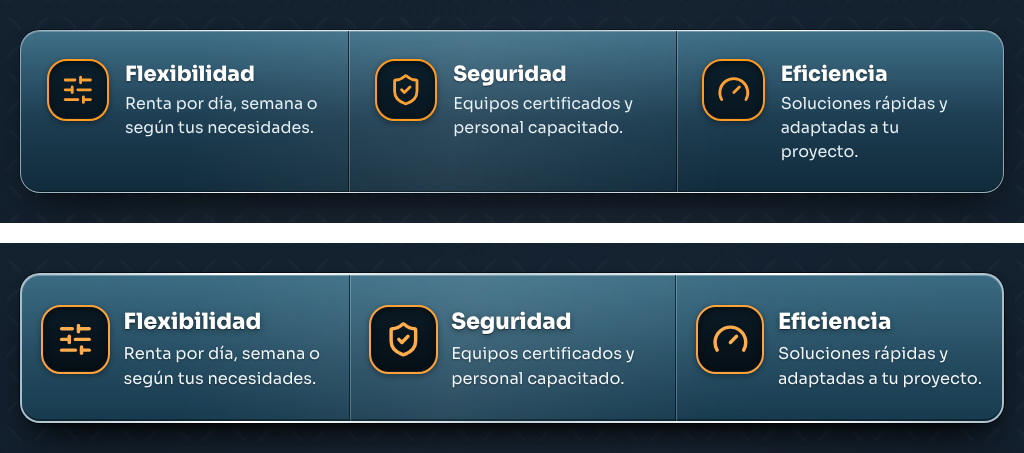 Flexibilidad
Renta por día, semana o
según tus necesidades.
Seguridad
Equipos certificados y
personal capacitado.
Eficiencia
Soluciones rápidas y
adaptadas a tu
proyecto.
Flexibilidad
Renta por día, semana o
según tus necesidades.
Seguridad
Equipos certificados y
personal capacitado.
Eficiencia
Soluciones rápidas y
adaptadas a tu proyecto.